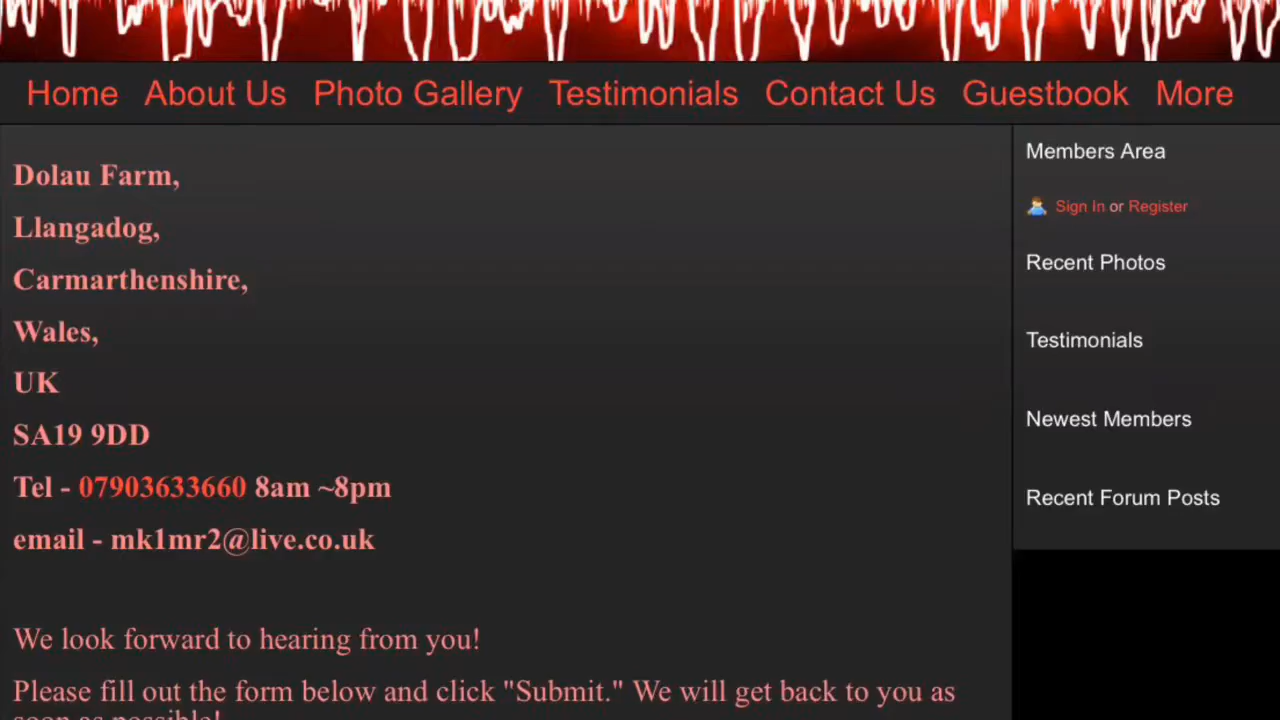 Home About Us Photo Gallery Testimonials Contact Us Guestbook More
Dolau Farm,
Llangadog,
Carmarthenshire,
Wales,
UK
SA19 9DD
Tel - 07903633660 8am ~8pm
email - mk1mr2@live.co.uk
We look forward to hearing from you!
Please fill out the form below and click "Submit." We will get back to you as
soon as possible!
Members Area
Sign In or Register
Recent Photos
Testimonials
Newest Members
Recent Forum Posts